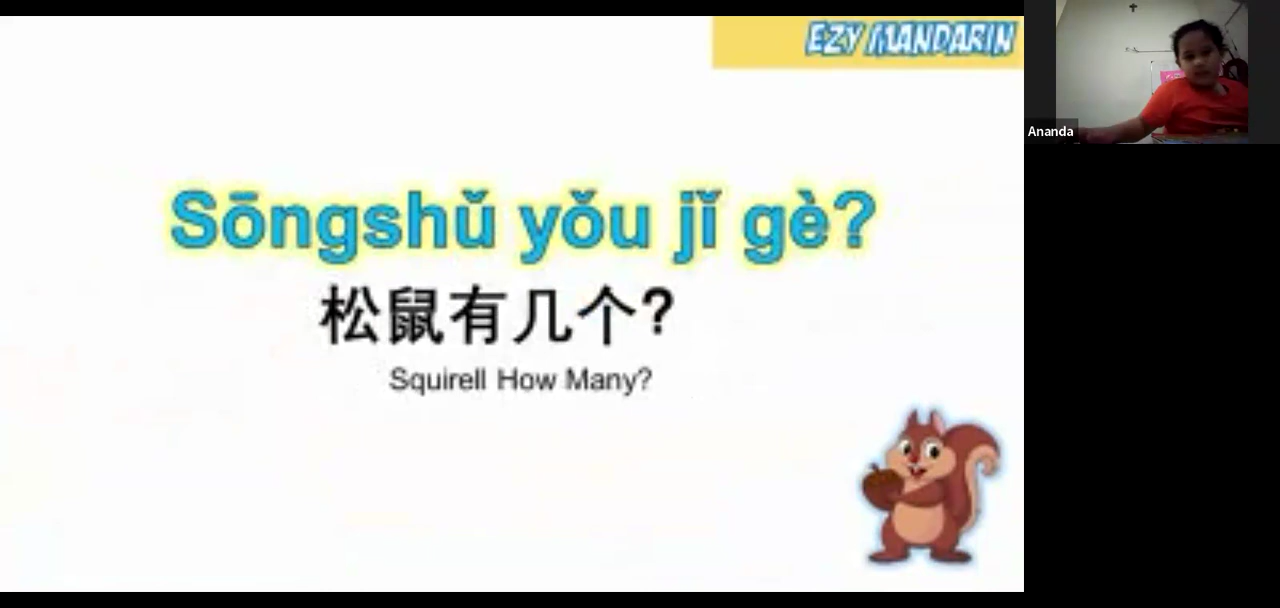 EZY MANDARIN
Sōngshǔ yǒu jǐ gè?
松鼠有几个?
Squirell How Many?
Ananda